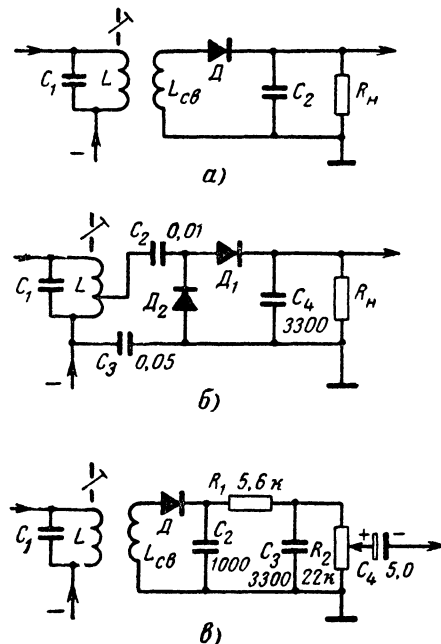 C₁ L Lсв Д C₂ Rн
−
а)
C₂ 0,01
C₁ L Д₂ Д₁ C₄ 3300 Rн
− C₃ 0,05
б)
R₁ 5,6 к
C₁ L Lсв Д C₂ 1000 C₃ 3300 R₂ 22к + − C₄ 5,0
−
в)